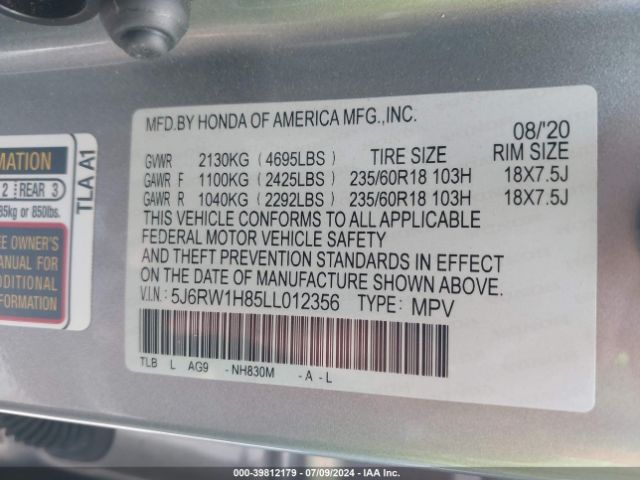 MFD.BY HONDA OF AMERICA MFG.,INC.
08/'20
GVWR 2130KG (4695LBS) TIRE SIZE RIM SIZE
GAWR F 1100KG (2425LBS) 235/60R18 103H 18X7.5J
GAWR R 1040KG (2292LBS) 235/60R18 103H 18X7.5J
THIS VEHICLE CONFORMS TO ALL APPLICABLE
FEDERAL MOTOR VEHICLE SAFETY
AND THEFT PREVENTION STANDARDS IN EFFECT
ON THE DATE OF MANUFACTURE SHOWN ABOVE.
V.I.N.: 5J6RW1H85LL012356 TYPE: MPV
TLB L AG9 -NH830M -A-L
MATION
2 REAR 3
85kg or 850lbs.
EE OWNER'S
MANUAL FOR
DDITIONAL
TLA A1
000-39812179 | 07/09/2024 | IAA Inc.